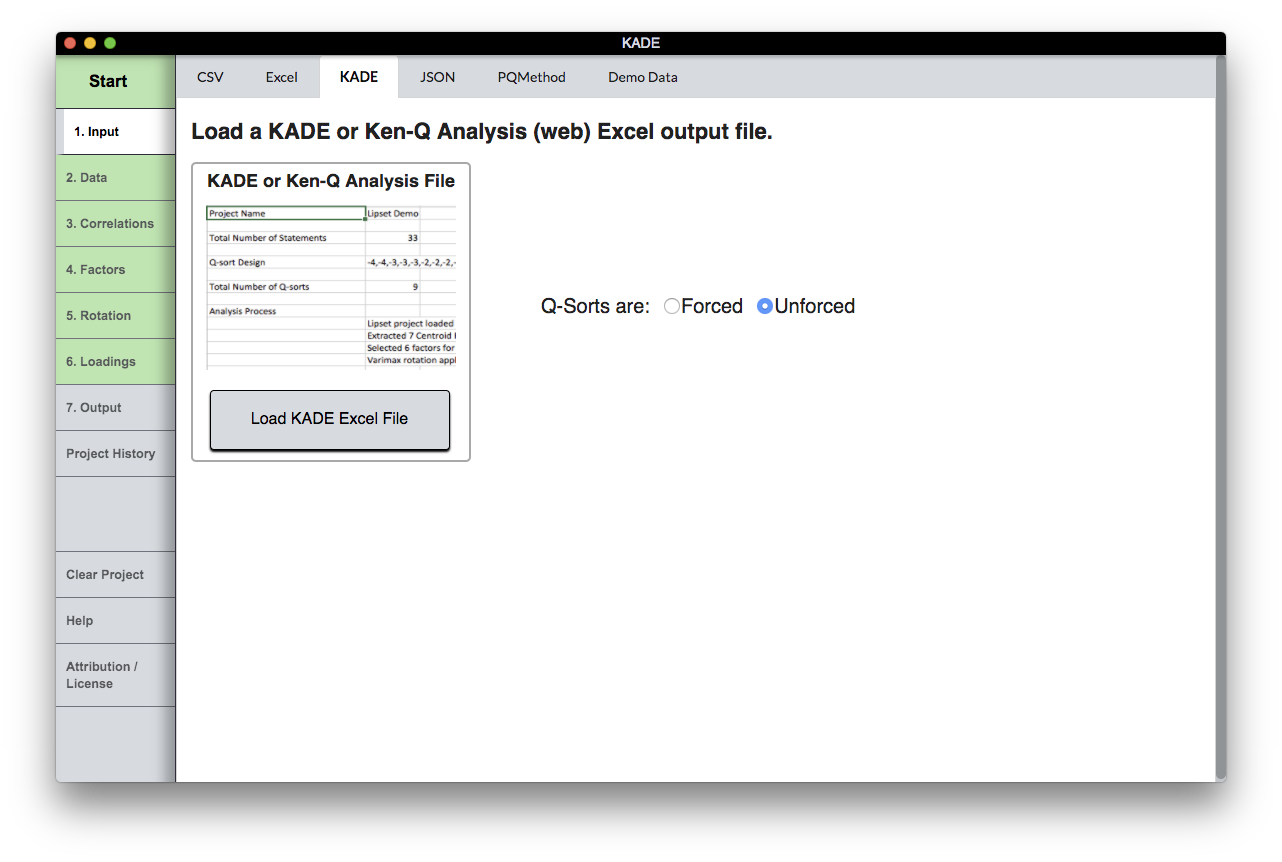 KADE
Start
1. Input
2. Data
3. Correlations
4. Factors
5. Rotation
6. Loadings
7. Output
Project History
Clear Project
Help
Attribution /
License
CSV Excel KADE JSON PQMethod Demo Data
Load a KADE or Ken-Q Analysis (web) Excel output file.
KADE or Ken-Q Analysis File
Project Name Lipset Demo
Total Number of Statements 33
Q-sort Design -4,-4,-3,-3,-3,-2,-2,-2,-
Total Number of Q-sorts 9
Analysis Process
Lipset project loaded
Extracted 7 Centroid
Selected 6 factors for
Varimax rotation appl
Load KADE Excel File
Q-Sorts are: Forced Unforced